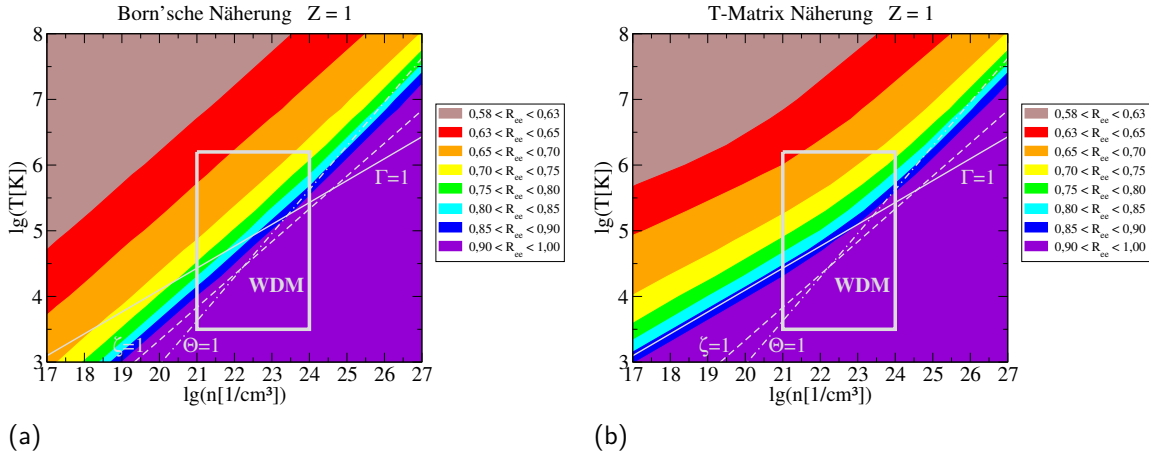 Born'sche Näherung Z = 1
8
7
6
5
4
3
lg(T[K])
17 18 19 20 21 22 23 24 25 26 27
lg(n[1/cm³])
Γ=1
WDM
ζ=1
Θ=1
0,58 < R_ee < 0,63
0,63 < R_ee < 0,65
0,65 < R_ee < 0,70
0,70 < R_ee < 0,75
0,75 < R_ee < 0,80
0,80 < R_ee < 0,85
0,85 < R_ee < 0,90
0,90 < R_ee < 1,00
(a)
T-Matrix Näherung Z = 1
8
7
6
5
4
3
lg(T[K])
17 18 19 20 21 22 23 24 25 26 27
lg(n[1/cm³])
Γ=1
WDM
ζ=1
Θ=1
0,58 < R_ee < 0,63
0,63 < R_ee < 0,65
0,65 < R_ee < 0,70
0,70 < R_ee < 0,75
0,75 < R_ee < 0,80
0,80 < R_ee < 0,85
0,85 < R_ee < 0,90
0,90 < R_ee < 1,00
(b)